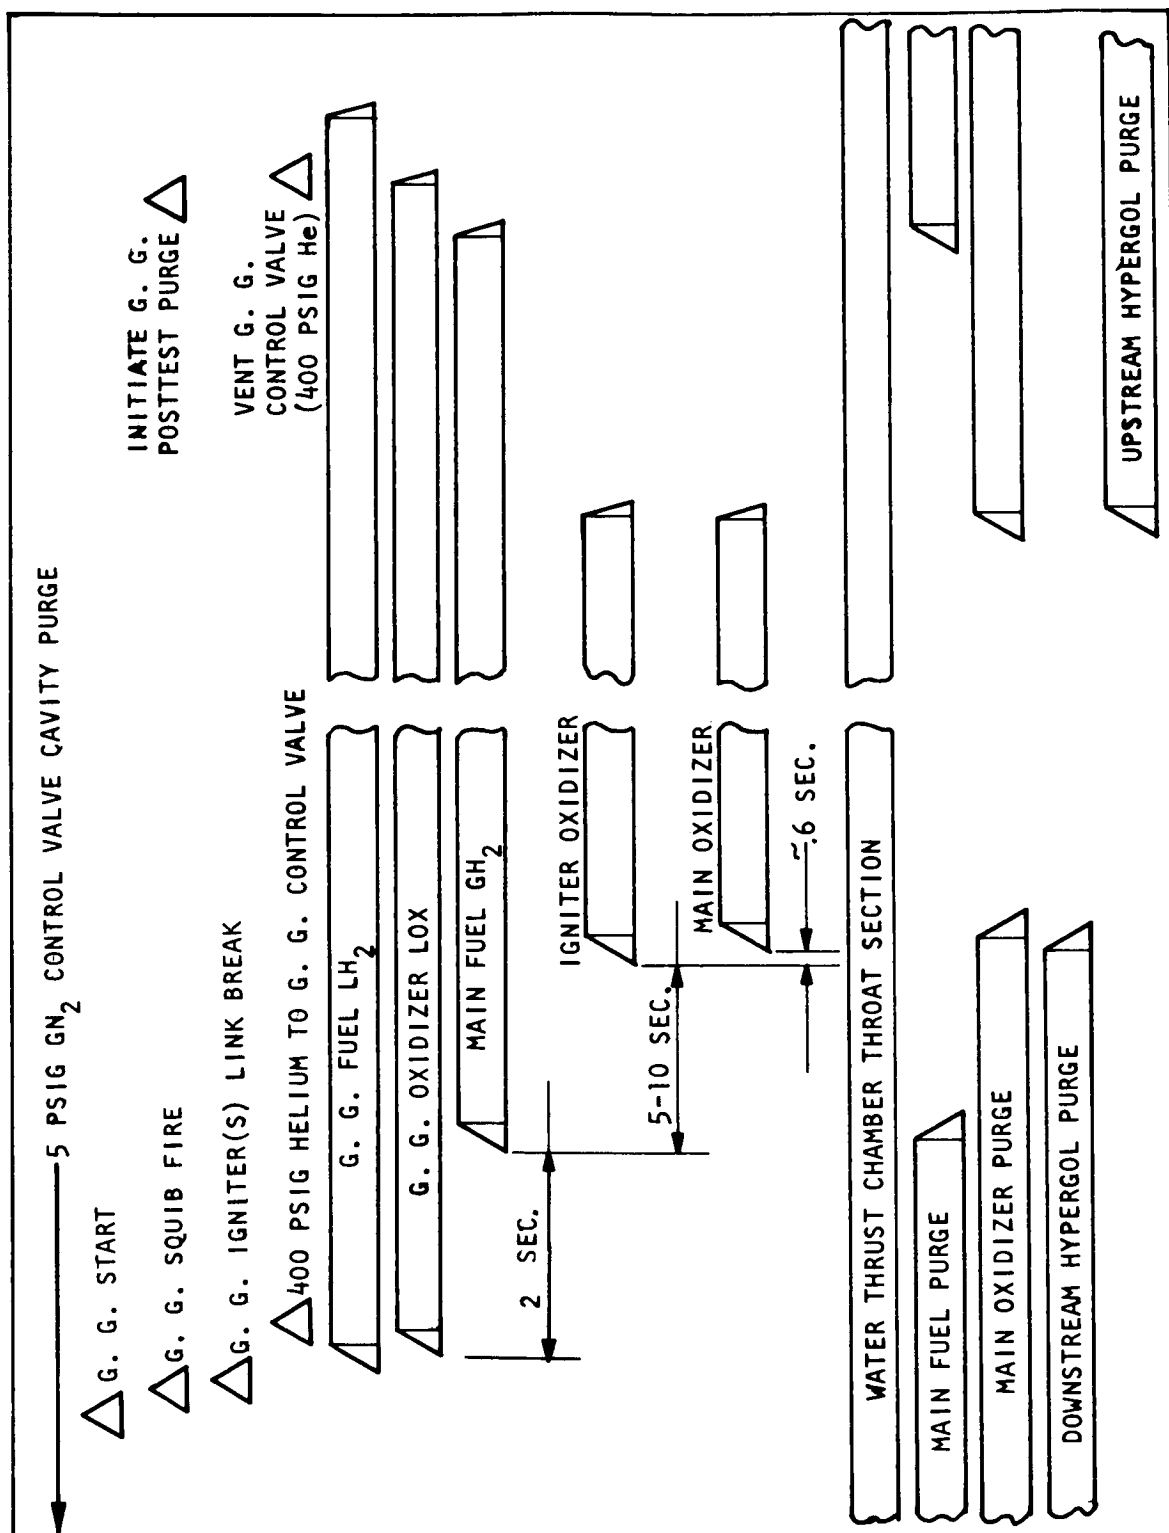 5 PSIG GN2 CONTROL VALVE CAVITY PURGE
G. G. START
G. G. SQUIB FIRE
G. G. IGNITER(S) LINK BREAK
400 PSIG HELIUM TO G. G. CONTROL VALVE
INITIATE G. G.
POSTTEST PURGE
VENT G. G.
CONTROL VALVE
(400 PSIG He)
G. G. FUEL LH2
G. G. OXIDIZER LOX
MAIN FUEL GH2
2 SEC.
IGNITER OXIDIZER
5-10 SEC.
MAIN OXIDIZER
~.6 SEC.
WATER THRUST CHAMBER THROAT SECTION
MAIN FUEL PURGE
MAIN OXIDIZER PURGE
DOWNSTREAM HYPERGOL PURGE
UPSTREAM HYPERGOL PURGE